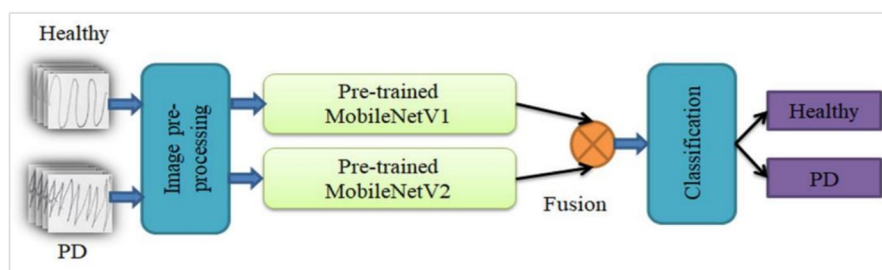 Healthy
PD
Image pre-
processing
Pre-trained
MobileNetV1
Pre-trained
MobileNetV2
Fusion
Classification
Healthy
PD